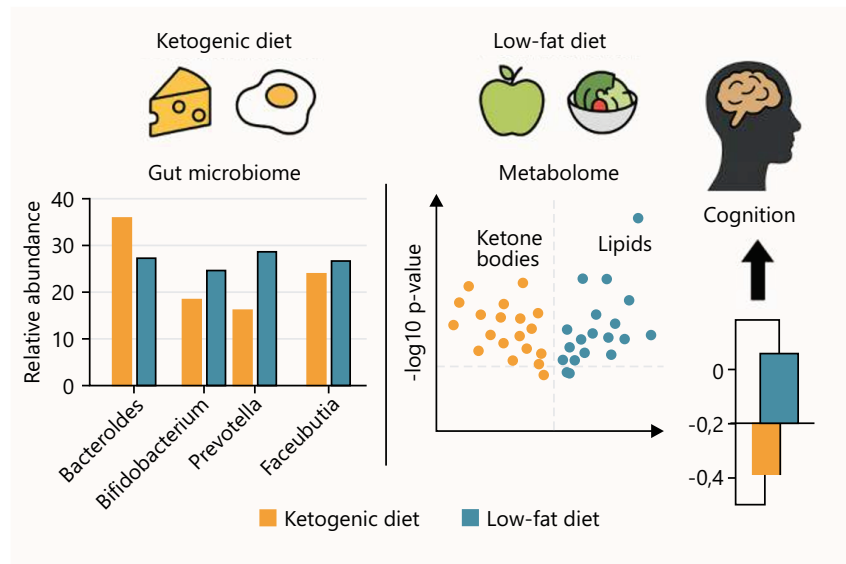 Ketogenic diet
Low-fat diet
Gut microbiome
Metabolome
Cognition
Relative abundance
40
30
20
10
0
Bacteroldes
Bifidobacterium
Prevotella
Faceubutia
-log10 p-value
Ketone
bodies
Lipids
0
-0,2
-0,4
Ketogenic diet
Low-fat diet